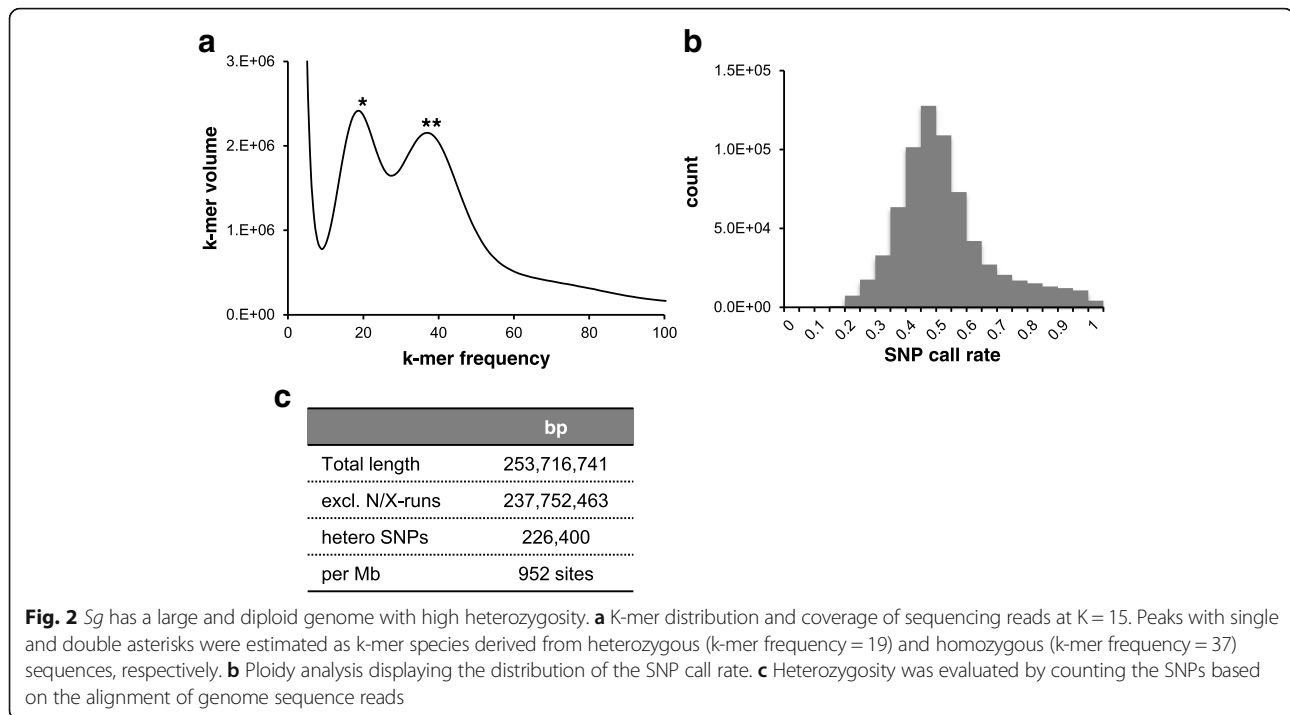 a
3.E+06
2.E+06
1.E+06
0.E+00
k-mer volume
*
**
0 20 40 60 80 100
k-mer frequency
b
1.5E+05
1.0E+05
5.0E+04
0.0E+00
count
0 0.1 0.2 0.3 0.4 0.5 0.6 0.7 0.8 0.9 1
SNP call rate
c
bp
Total length 253,716,741
excl. N/X-runs 237,752,463
hetero SNPs 226,400
per Mb 952 sites
Fig. 2 Sg has a large and diploid genome with high heterozygosity. a K-mer distribution and coverage of sequencing reads at K = 15. Peaks with single
and double asterisks were estimated as k-mer species derived from heterozygous (k-mer frequency = 19) and homozygous (k-mer frequency = 37)
sequences, respectively. b Ploidy analysis displaying the distribution of the SNP call rate. c Heterozygosity was evaluated by counting the SNPs based
on the alignment of genome sequence reads